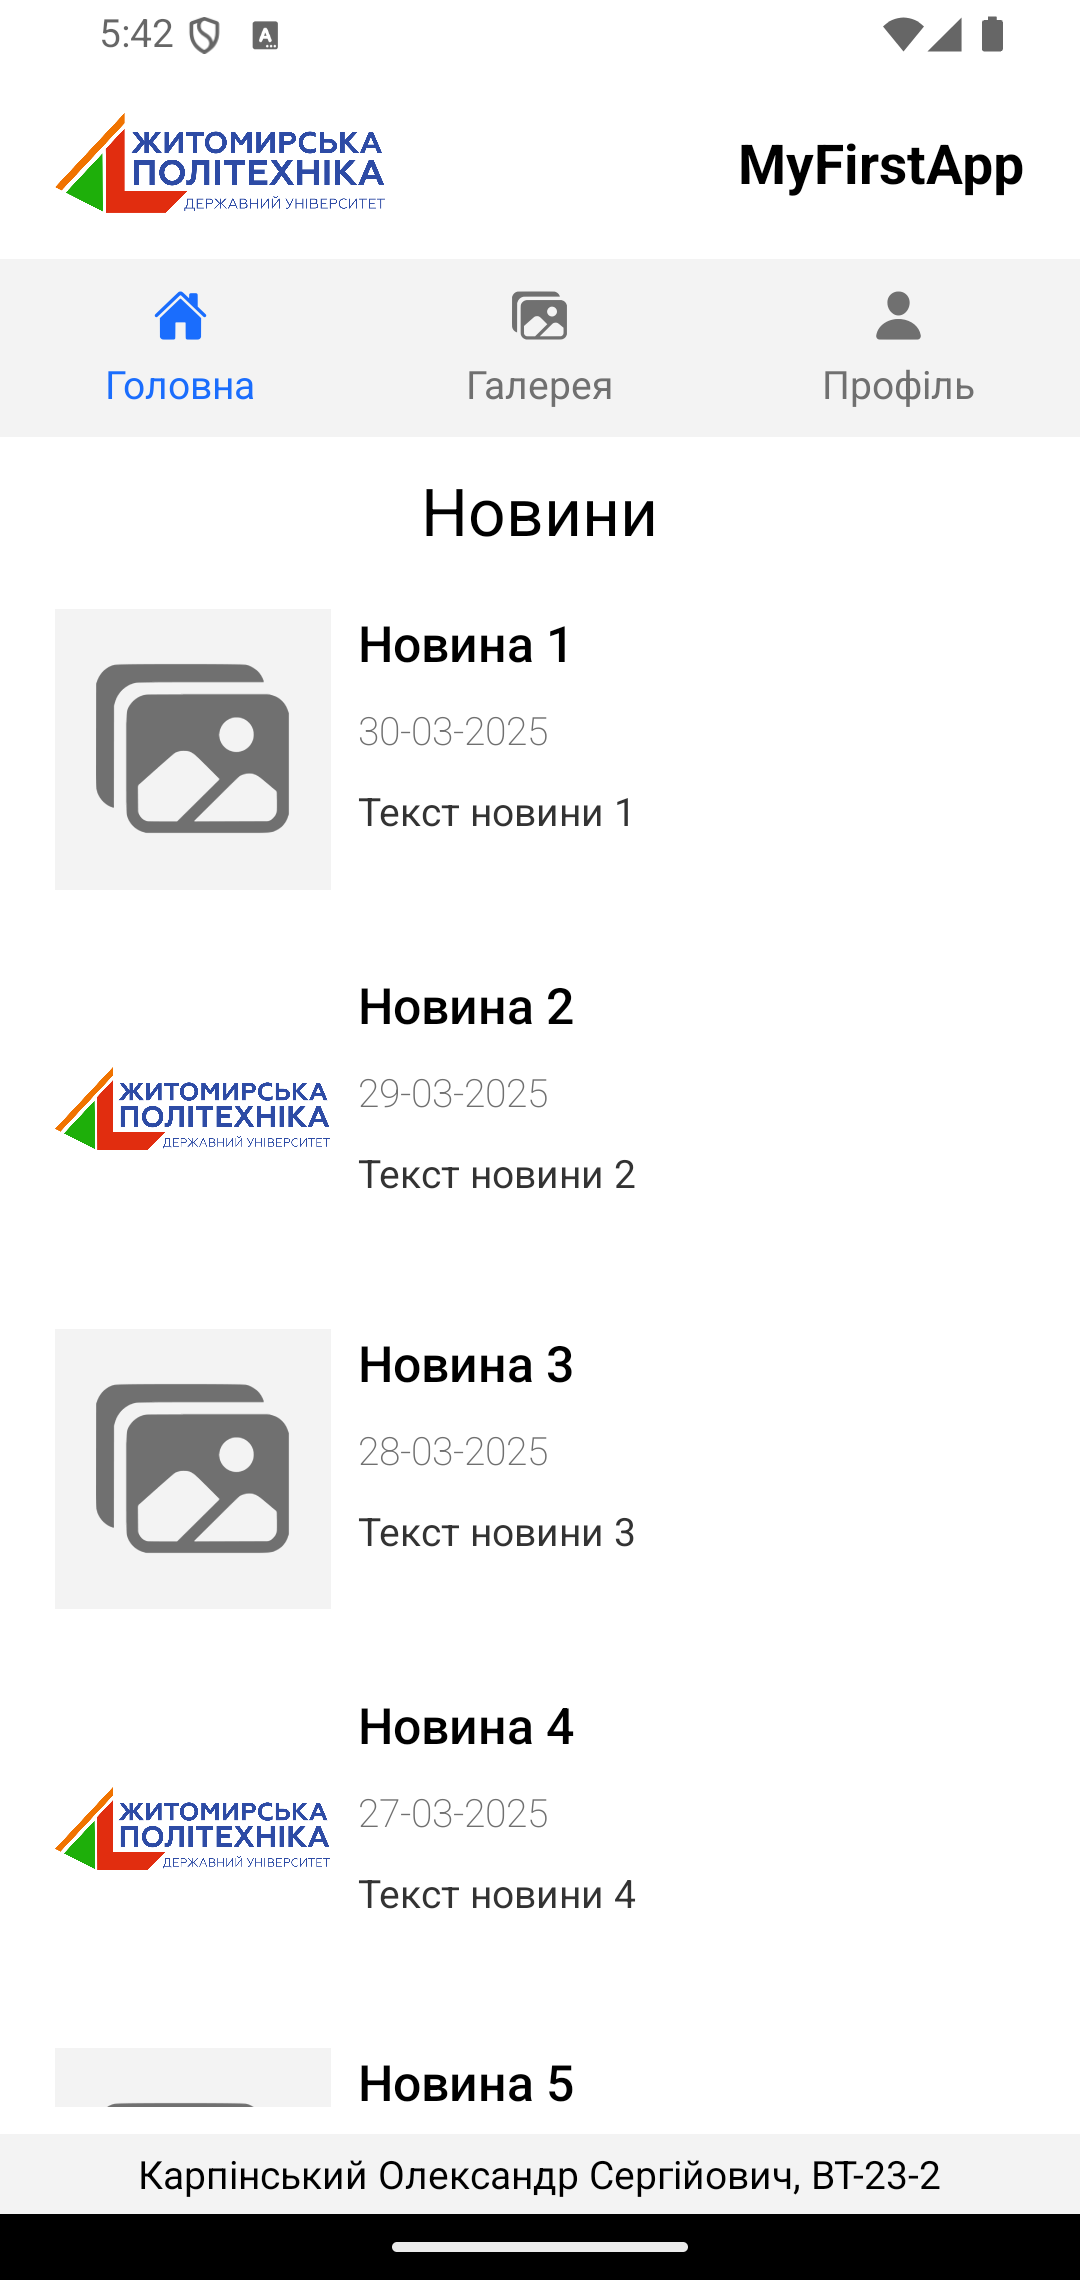 5:42
A
ЖИТОМИРСЬКА
ПОЛІТЕХНІКА
ДЕРЖАВНИЙ УНІВЕРСИТЕТ
MyFirstApp
Головна
Галерея
Профіль
Новини
Новина 1
30-03-2025
Текст новини 1
Новина 2
ЖИТОМИРСЬКА
ПОЛІТЕХНІКА
ДЕРЖАВНИЙ УНІВЕРСИТЕТ
29-03-2025
Текст новини 2
Новина 3
28-03-2025
Текст новини 3
Новина 4
ЖИТОМИРСЬКА
ПОЛІТЕХНІКА
ДЕРЖАВНИЙ УНІВЕРСИТЕТ
27-03-2025
Текст новини 4
Новина 5
Карпінський Олександр Сергійович, ВТ-23-2